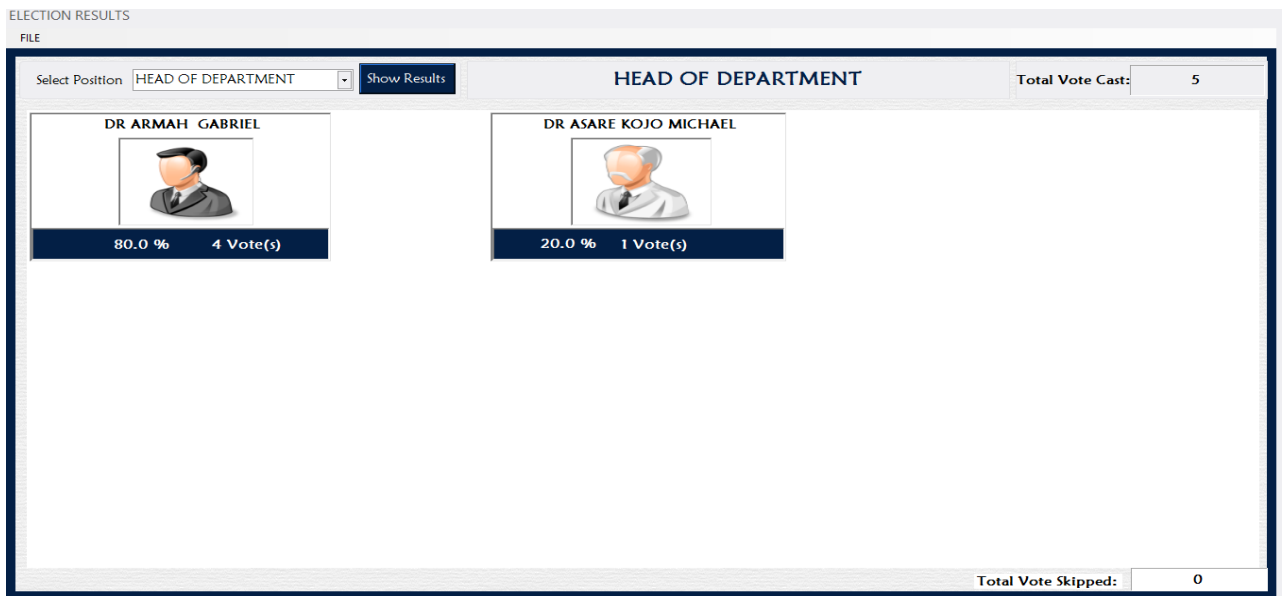 ELECTION RESULTS
FILE
Select Position HEAD OF DEPARTMENT Show Results HEAD OF DEPARTMENT Total Vote Cast: 5
DR ARMAH GABRIEL DR ASARE KOJO MICHAEL
80.0 % 4 Vote(s) 20.0 % 1 Vote(s)
Total Vote Skipped: 0